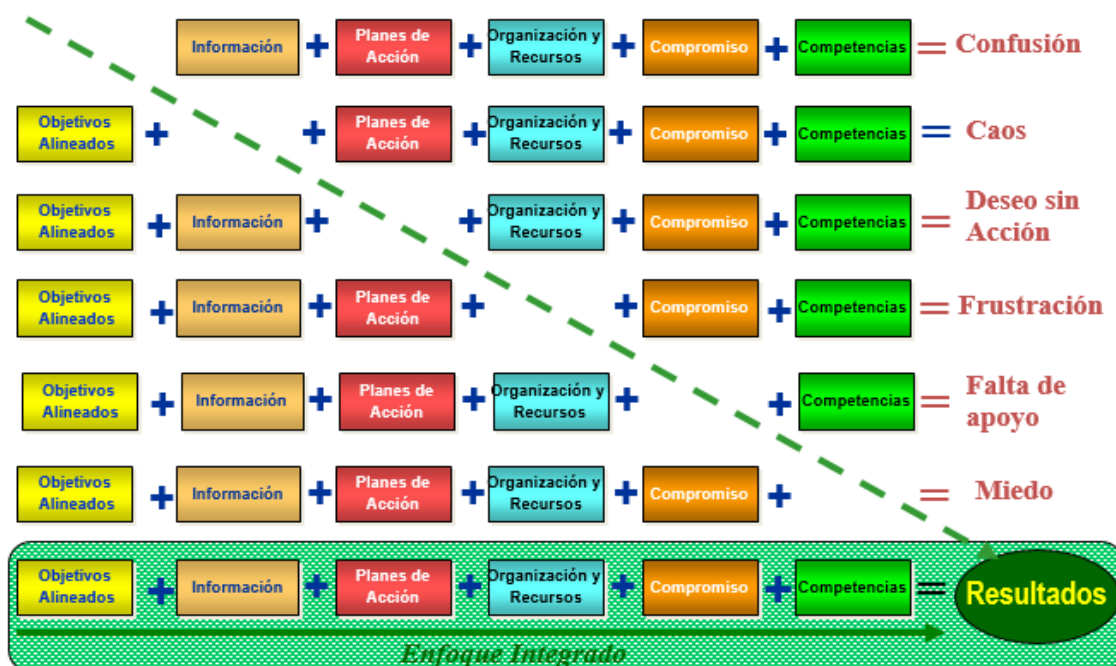 Información + Planes de Acción + Organización y Recursos + Compromiso + Competencias = Confusión
Objetivos Alineados + + Planes de Acción + Organización y Recursos + Compromiso + Competencias = Caos
Objetivos Alineados + Información + + Organización y Recursos + Compromiso + Competencias = Deseo sin Acción
Objetivos Alineados + Información + Planes de Acción + + Compromiso + Competencias = Frustración
Objetivos Alineados + Información + Planes de Acción + Organización y Recursos + + Competencias = Falta de apoyo
Objetivos Alineados + Información + Planes de Acción + Organización y Recursos + Compromiso + = Miedo
Objetivos Alineados + Información + Planes de Acción + Organización y Recursos + Compromiso + Competencias = Resultados
Enfoque Integrado